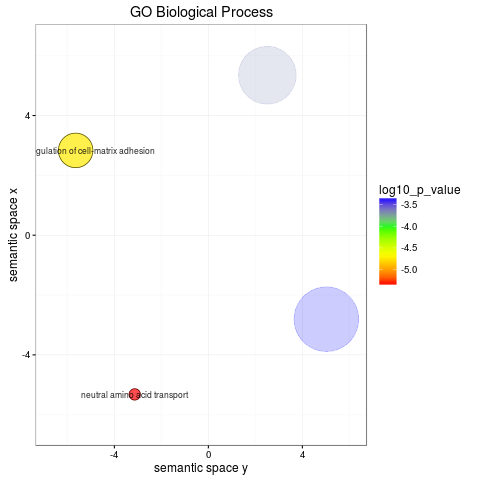 GO Biological Process
4
0
-4
semantic space x
gulation of cell-matrix adhesion
neutral amino acid transport
-4
0
4
semantic space y
log10_p_value
-3.5
-4.0
-4.5
-5.0